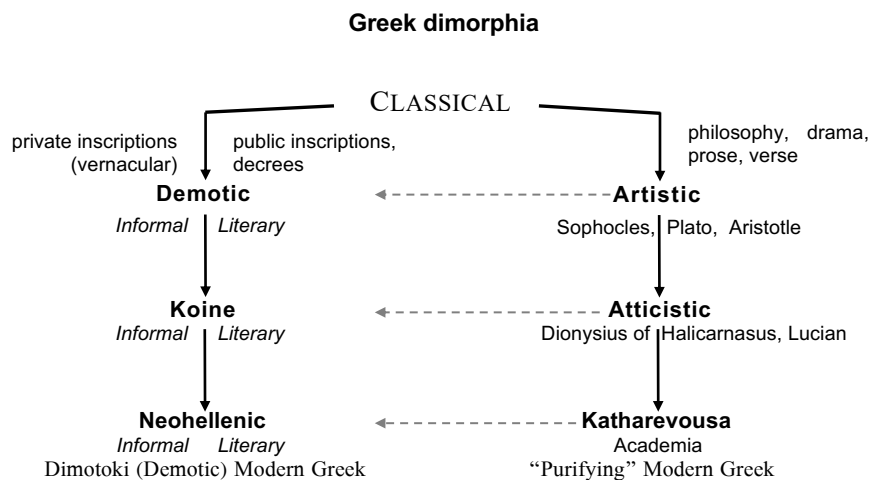 Greek dimorphia
CLASSICAL
private inscriptions
(vernacular)
public inscriptions,
decrees
philosophy, drama,
prose, verse
Demotic
Artistic
Informal Literary
Sophocles, Plato, Aristotle
Koine
Atticistic
Informal Literary
Dionysius of Halicarnasus, Lucian
Neohellenic
Katharevousa
Informal Literary
Academia
Dimotoki (Demotic) Modern Greek
“Purifying” Modern Greek